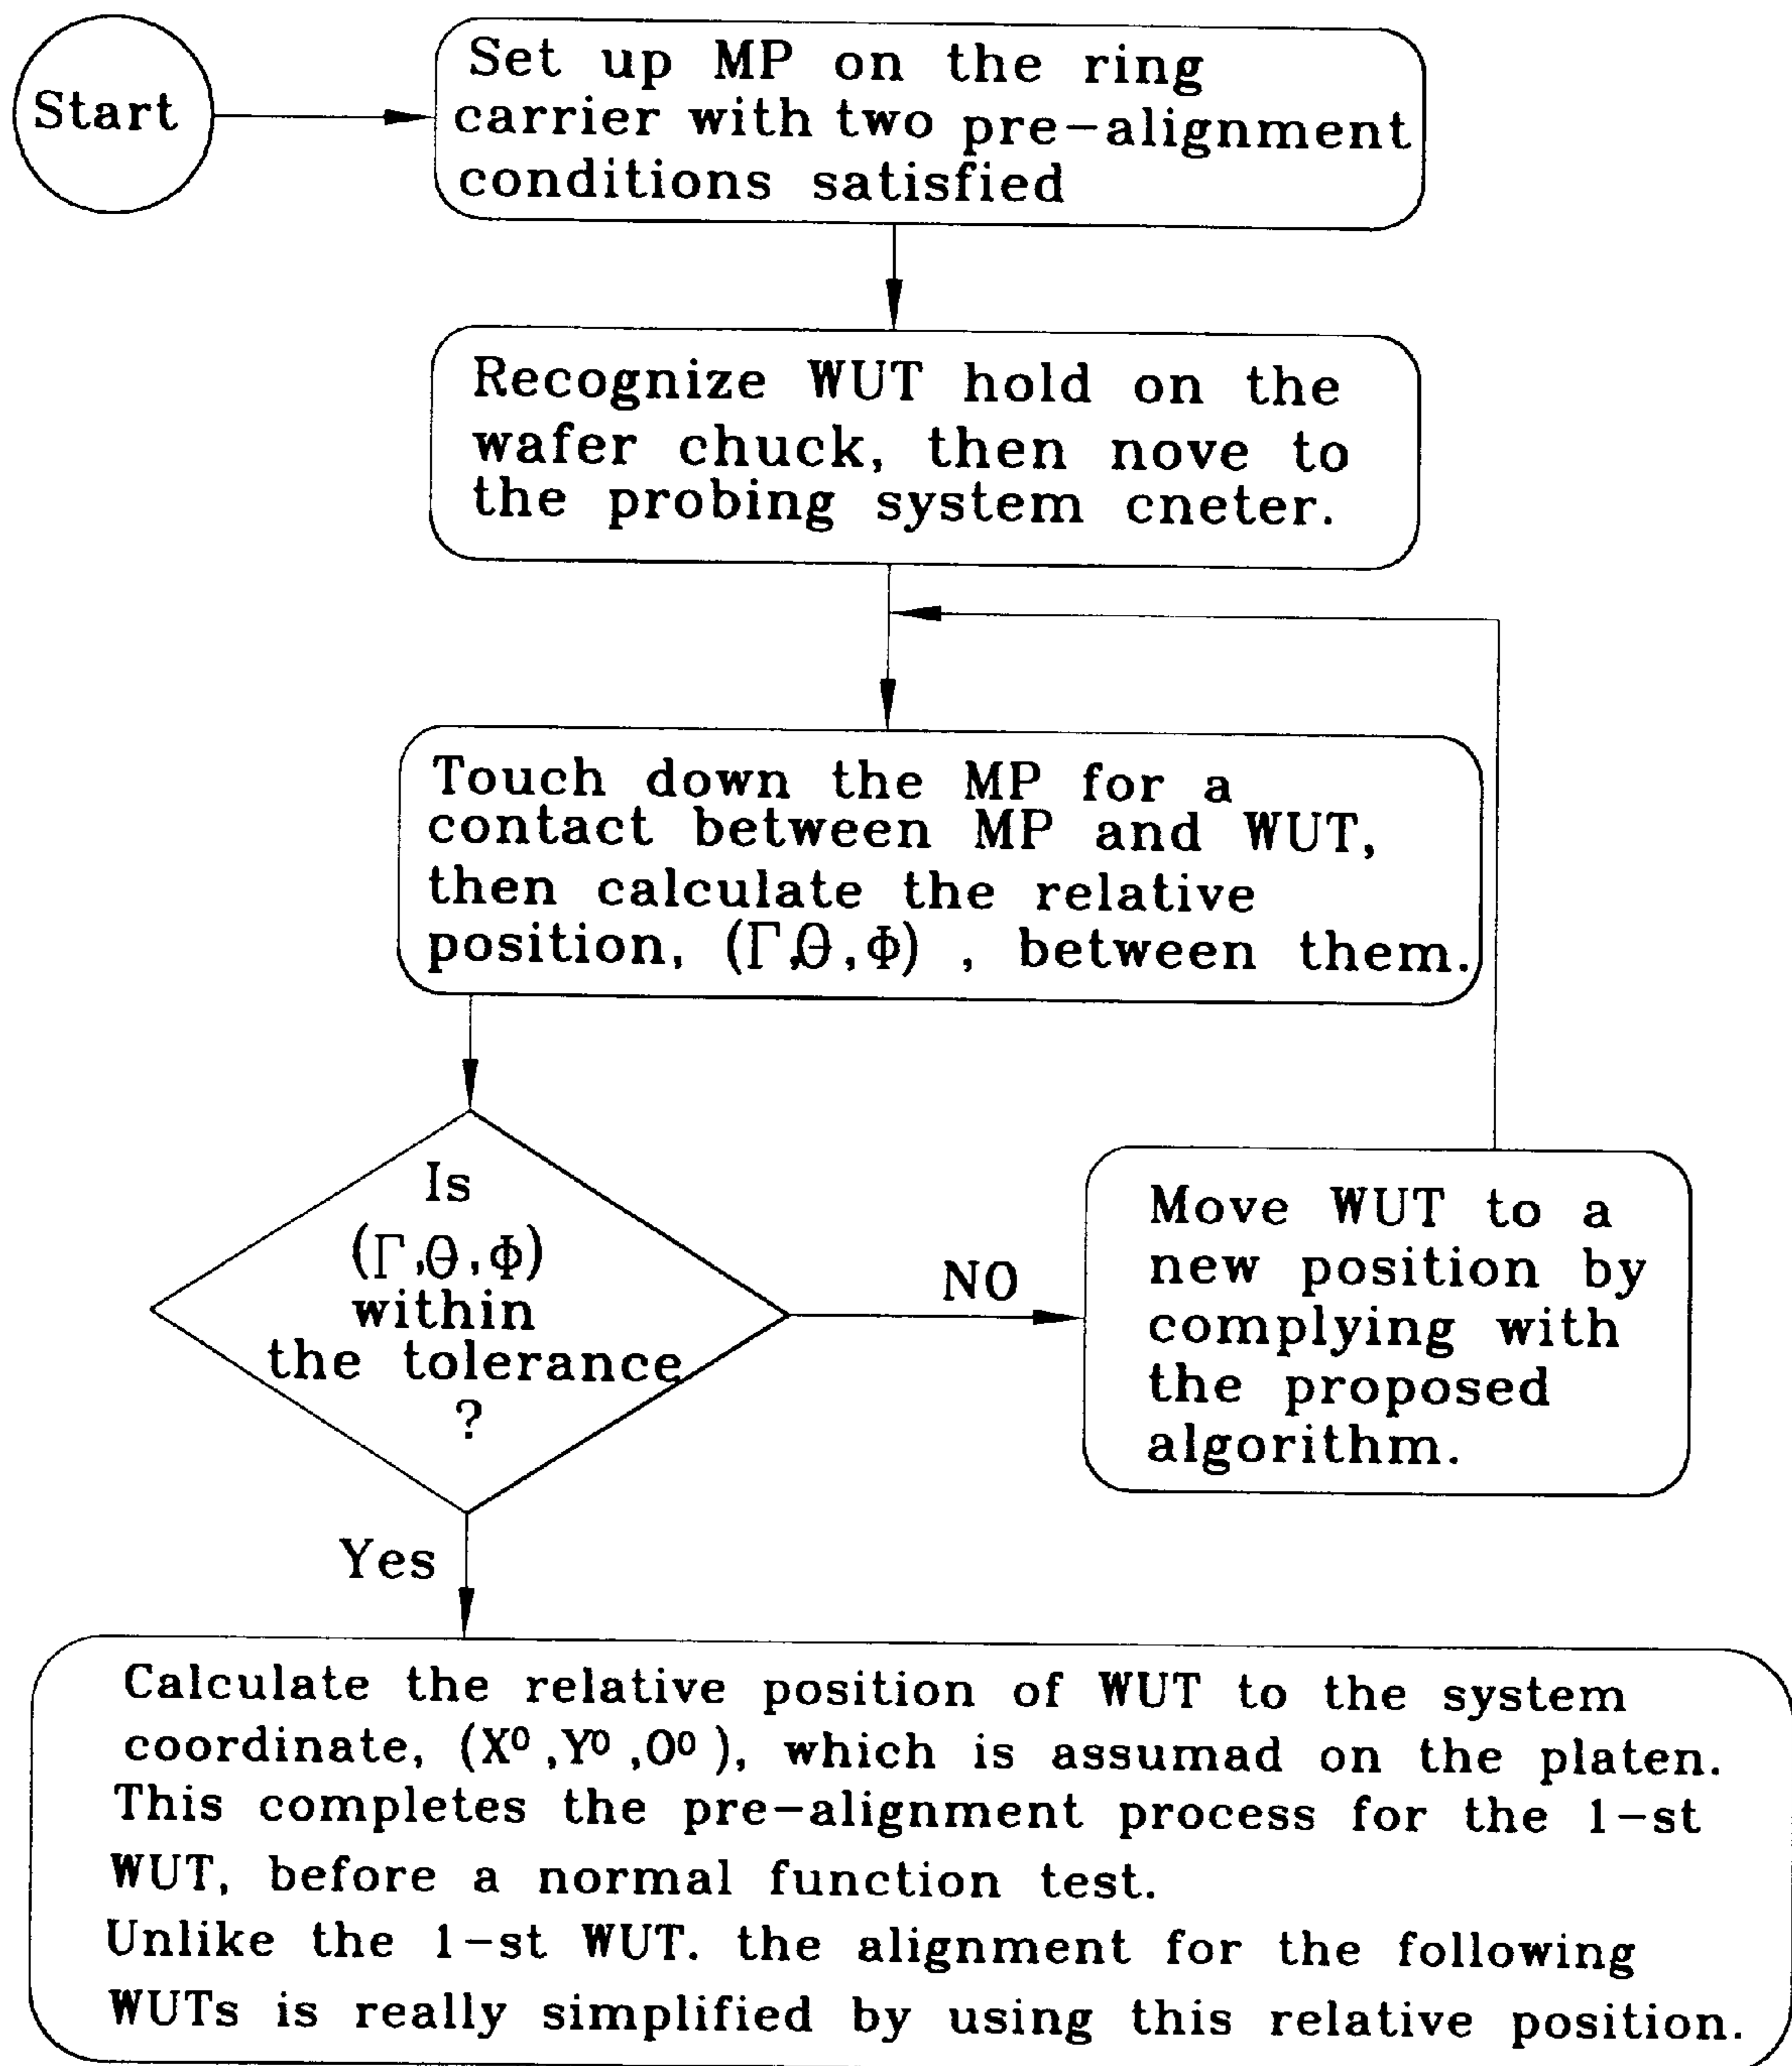 Start
Set up MP on the ring
carrier with two pre-alignment
conditions satisfied
Recognize WUT hold on the
wafer chuck, then nove to
the probing system cneter.
Touch down the MP for a
contact between MP and WUT,
then calculate the relative
position, (Γ,Θ,Φ) , between them.
Is
(Γ,Θ,Φ)
within
the tolerance
?
NO
Move WUT to a
new position by
complying with
the proposed
algorithm.
Yes
Calculate the relative position of WUT to the system
coordinate, (X⁰ ,Y⁰ ,O⁰ ), which is assumad on the platen.
This completes the pre-alignment process for the 1-st
WUT, before a normal function test.
Unlike the 1-st WUT. the alignment for the following
WUTs is really simplified by using this relative position.